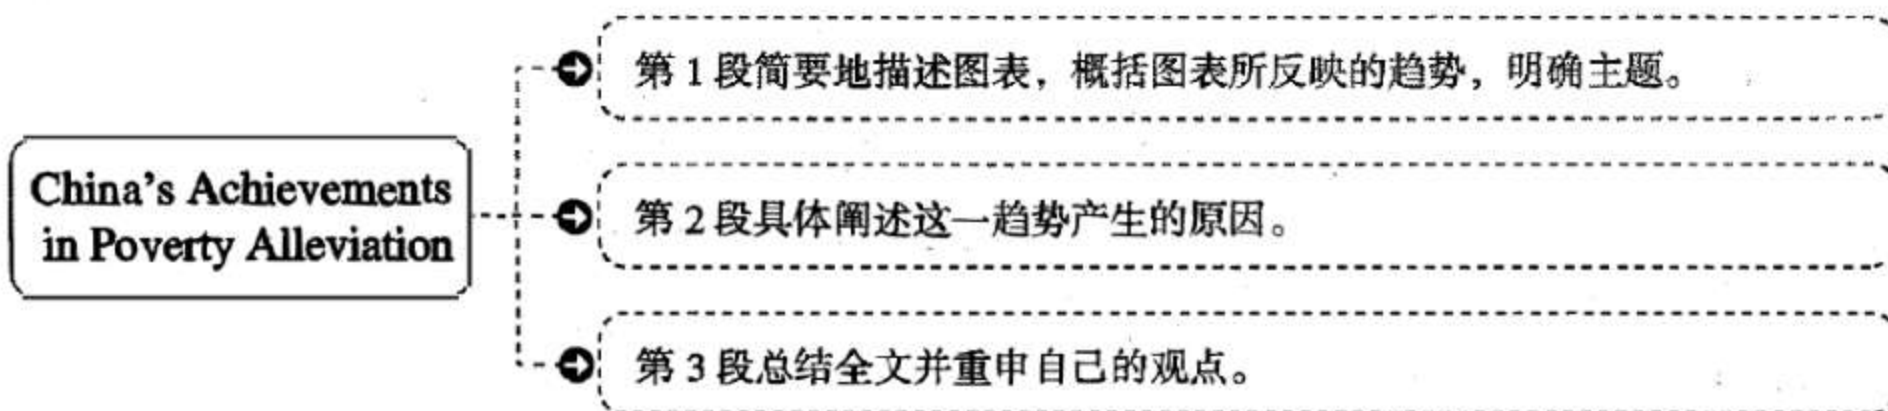 China's Achievements
in Poverty Alleviation
第1段简要地描述图表，概括图表所反映的趋势，明确主题。
第2段具体阐述这一趋势产生的原因。
第3段总结全文并重申自己的观点。